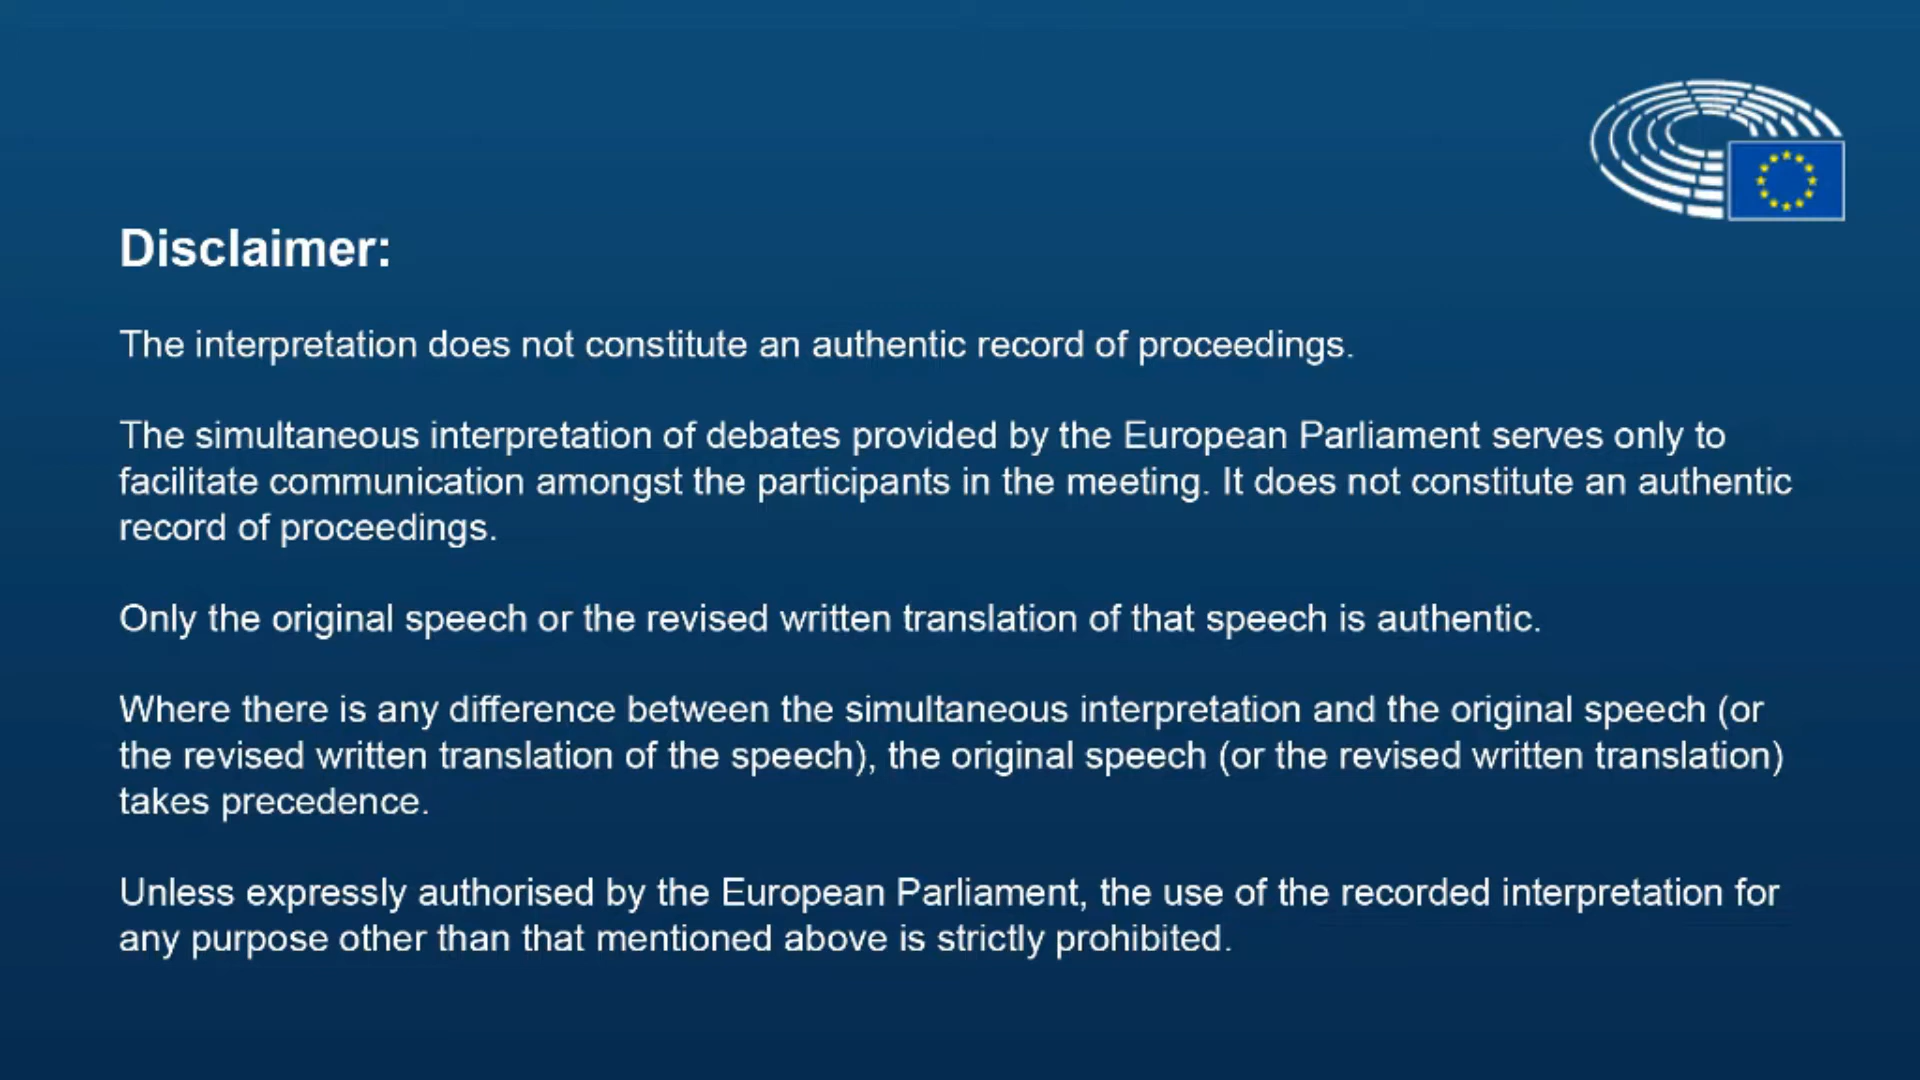 Disclaimer:
The interpretation does not constitute an authentic record of proceedings.
The simultaneous interpretation of debates provided by the European Parliament serves only to
facilitate communication amongst the participants in the meeting. It does not constitute an authentic
record of proceedings.
Only the original speech or the revised written translation of that speech is authentic.
Where there is any difference between the simultaneous interpretation and the original speech (or
the revised written translation of the speech), the original speech (or the revised written translation)
takes precedence.
Unless expressly authorised by the European Parliament, the use of the recorded interpretation for
any purpose other than that mentioned above is strictly prohibited.